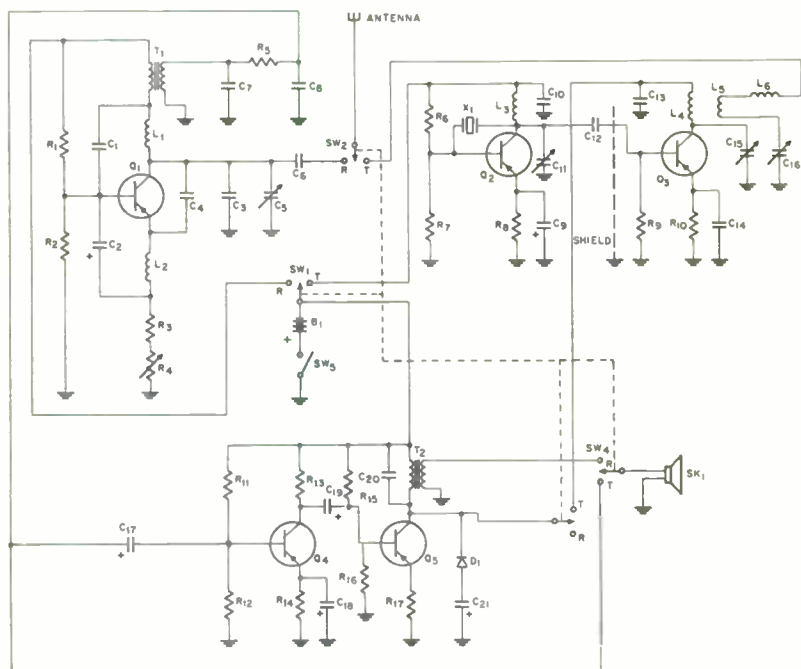 ANTENNA
T1
R5
C7
C8
R1
C1
L1
Q1
C6
SW2
R
T
R2
C2
+
C4
C3
C5
L2
R3
R4
R6
X1
L3
C10
Q2
C11
C12
R7
R8
C9
+
SHIELD
C13
L4
L5
L6
Q3
C15
C16
R9
R10
C14
SW1
R
T
B1
+
SW5
R11
R13
C19
+
R15
C20
T2
SW4
R
T
SK1
C17
+
Q4
Q5
R12
R14
C18
+
R16
R17
D1
C21
+
T
R